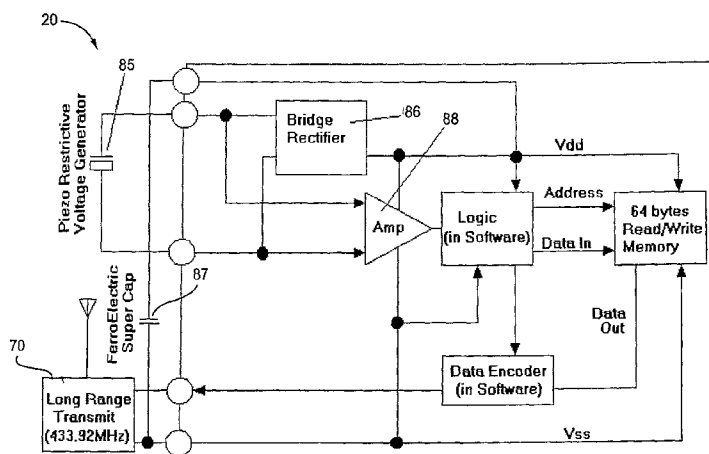 20
85
Piezo Restrictive
Voltage Generator
Bridge
Rectifier
86
88
Vdd
Amp
Logic
(in Software)
Address
Data In
64 bytes
Read/Write
Memory
FerroElectric
Super Cap
87
Data
Out
70
Long Range
Transmit
(433.92MHz)
Data Encoder
(in Software)
Vss